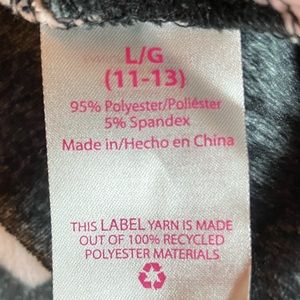 L/G
(11-13)
95% Polyester/Poliéster
5% Spandex
Made in/Hecho en China
THIS LABEL YARN IS MADE
OUT OF 100% RECYCLED
POLYESTER MATERIALS